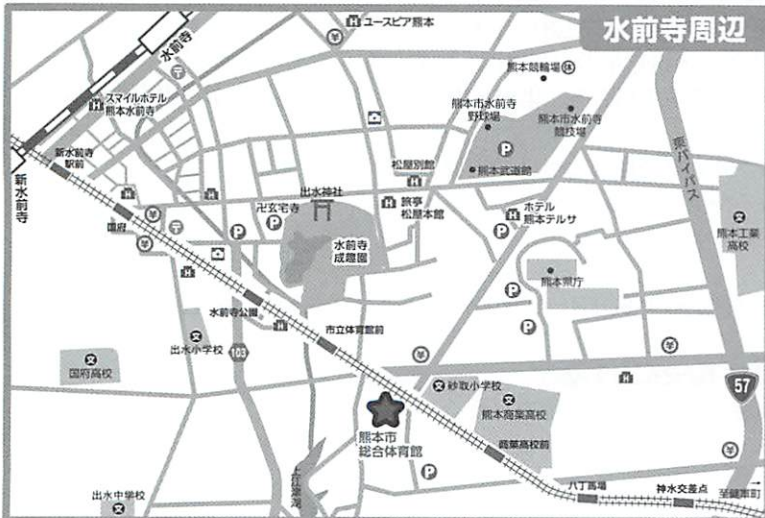 水前寺周辺
ユースピア熊本
水前寺
熊本競輪場
スマイルホテル
熊本水前寺
熊本市水前寺
野球場
熊本市水前寺
競技場
新水前寺
駅前
松屋別館
熊本武道館
東バイパス
新水前寺
出水神社
旅亭
松屋本館
ホテル
熊本テルサ
卍玄宅寺
国府
水前寺
成趣園
熊本工業
高校
熊本県庁
水前寺公園
市立体育館前
出水小学校
103
国府高校
砂取小学校
57
熊本商業高校
熊本市
総合体育館
商業高校前
上江津湖
八丁馬場
神水交差点
至健軍町
出水中学校